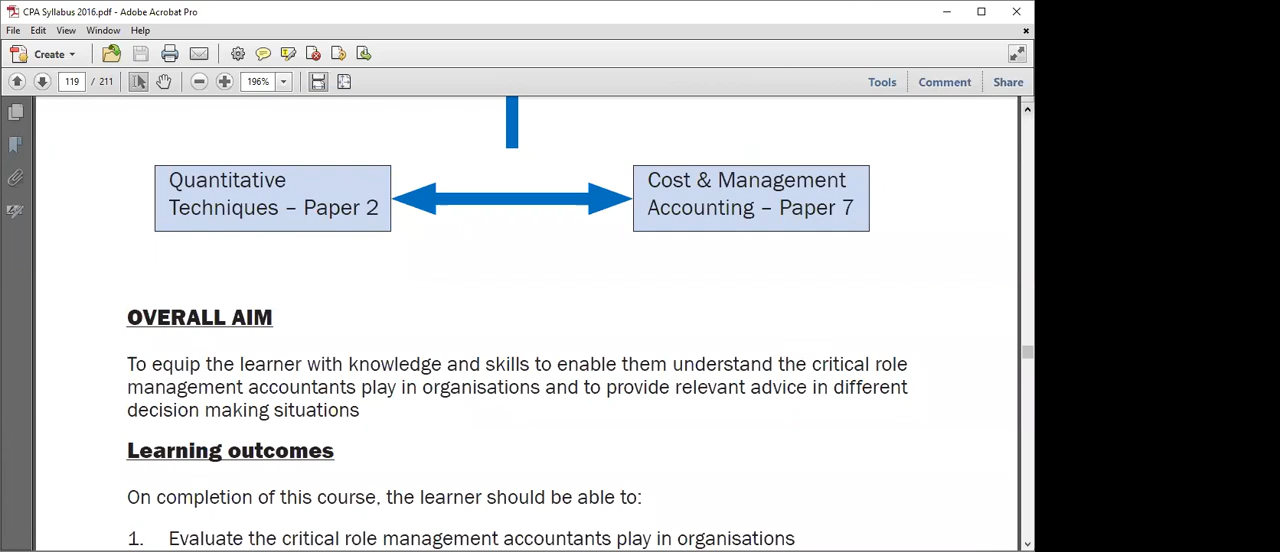 CPA Syllabus 2016.pdf - Adobe Acrobat Pro
File Edit View Window Help
Create
119 / 211 196% Tools Comment Share
Quantitative
Techniques – Paper 2
Cost & Management
Accounting – Paper 7
OVERALL AIM
To equip the learner with knowledge and skills to enable them understand the critical role
management accountants play in organisations and to provide relevant advice in different
decision making situations
Learning outcomes
On completion of this course, the learner should be able to:
1. Evaluate the critical role management accountants play in organisations